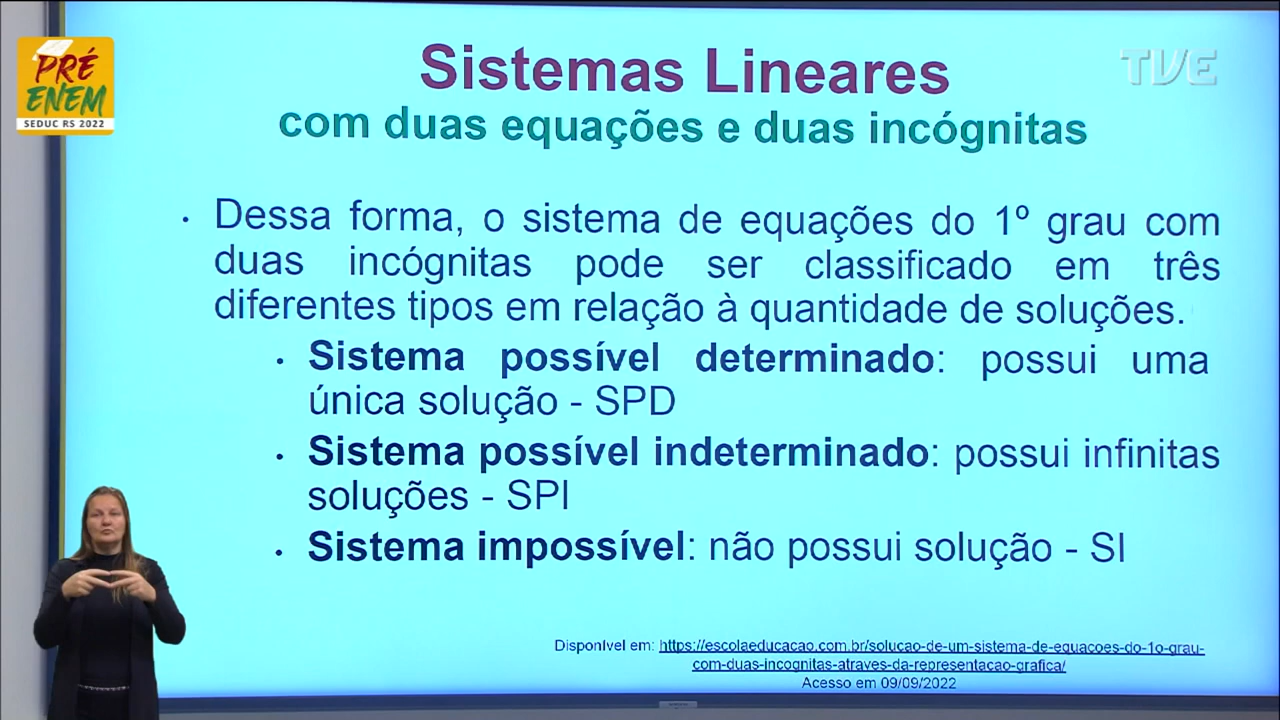 PRÉ
ENEM
SEDUC RS 2022
TVE
Sistemas Lineares
com duas equações e duas incógnitas
• Dessa forma, o sistema de equações do 1º grau com
duas incógnitas pode ser classificado em três
diferentes tipos em relação à quantidade de soluções.
• Sistema possível determinado: possui uma
única solução - SPD
• Sistema possível indeterminado: possui infinitas
soluções - SPI
• Sistema impossível: não possui solução - SI
Disponível em: https://escolaeducacao.com.br/solucao-de-um-sistema-de-equacoes-do-1o-grau-
com-duas-incognitas-atraves-da-representacao-grafica/
Acesso em 09/09/2022